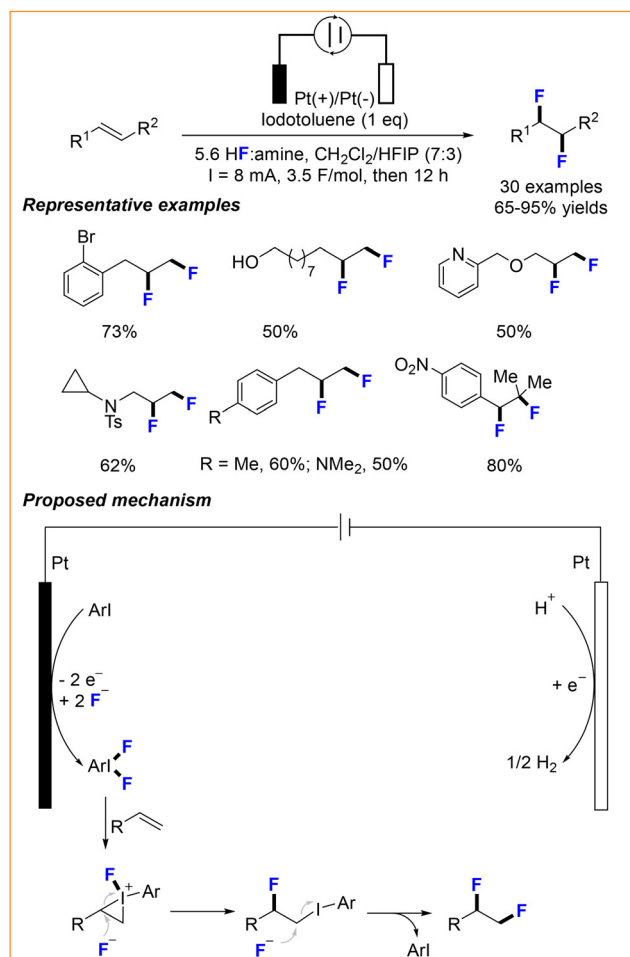 Pt(+)/Pt(-)
Iodotoluene (1 eq)
R1 R2
5.6 HF:amine, CH2Cl2/HFIP (7:3)
I = 8 mA, 3.5 F/mol, then 12 h
F
R1 R2
F
30 examples
65-95% yields
Representative examples
Br
F
F
73%
HO
7
F
F
50%
N
O
F
F
50%
N
Ts
F
F
62%
R
F
F
R = Me, 60%; NMe2, 50%
O2N
Me
Me
F
F
80%
Proposed mechanism
Pt
Pt
ArI
H+
- 2 e−
+ 2 F−
+ e−
ArI
F
F
1/2 H2
R
F
I+
Ar
R
F−
F
R
I
Ar
F−
ArI
F
R
F